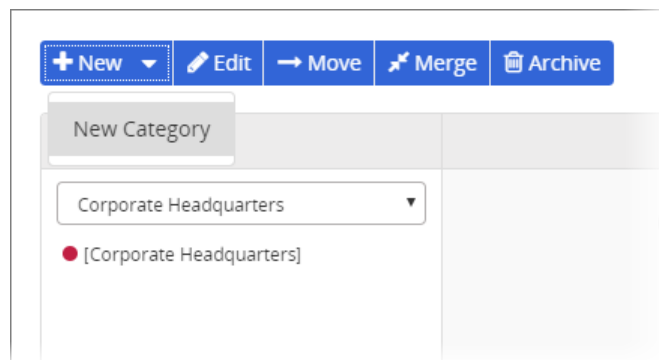 New Edit Move Merge Archive
New Category
Corporate Headquarters
[Corporate Headquarters]